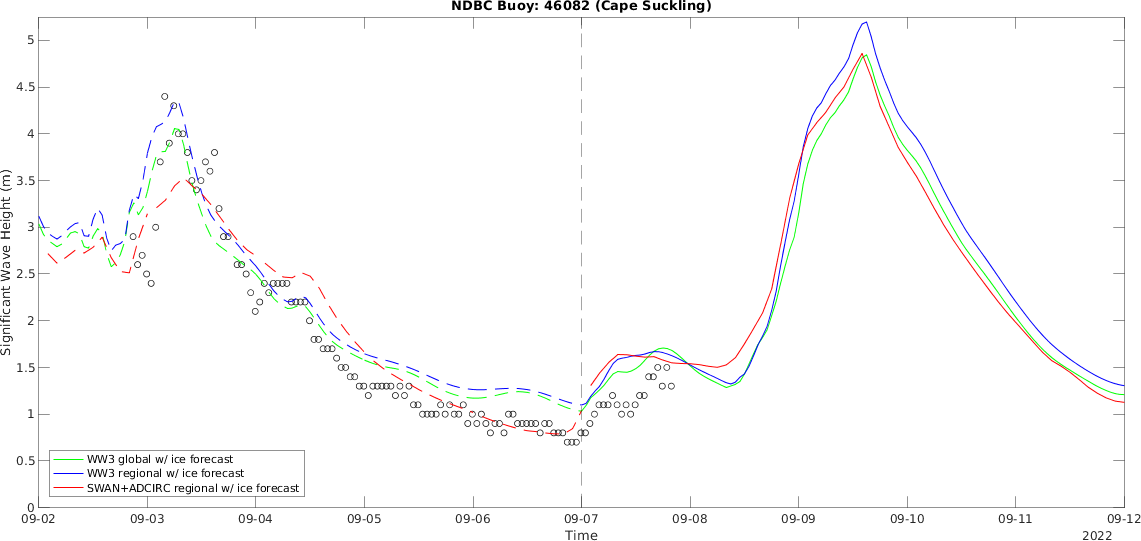 NDBC Buoy: 46082 (Cape Suckling)
Significant Wave Height (m)
5
4.5
4
3.5
3
2.5
2
1.5
1
0.5
0
WW3 global w/ ice forecast
WW3 regional w/ ice forecast
SWAN+ADCIRC regional w/ ice forecast
09-02 09-03 09-04 09-05 09-06 09-07 09-08 09-09 09-10 09-11 09-12
Time
2022